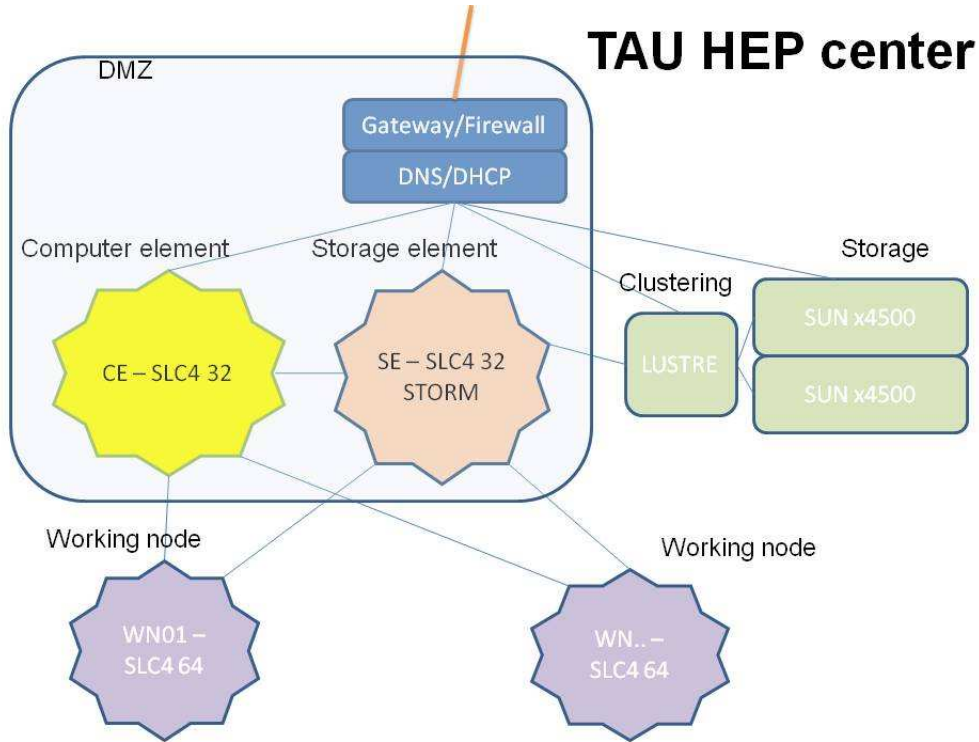 TAU HEP center
DMZ
Gateway/Firewall
DNS/DHCP
Computer element
Storage element
Storage
Clustering
SUN x4500
LUSTRE
SUN x4500
CE – SLC4 32
SE – SLC4 32
STORM
Working node
Working node
WN01 –
SLC4 64
WN.. –
SLC4 64